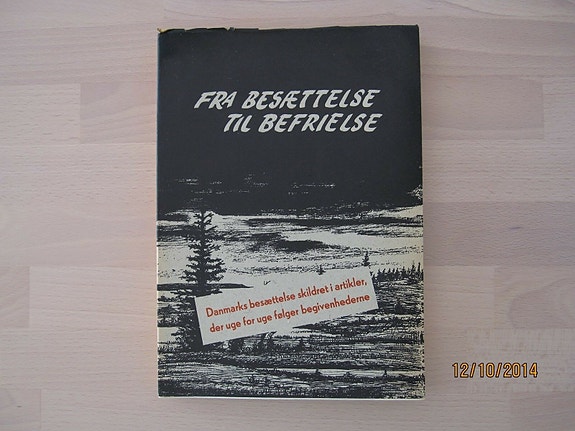 FRA BESÆTTELSE
TIL BEFRIELSE
Danmarks besættelse skildret i artikler,
der uge for uge følger begivenhederne
12/10/2014